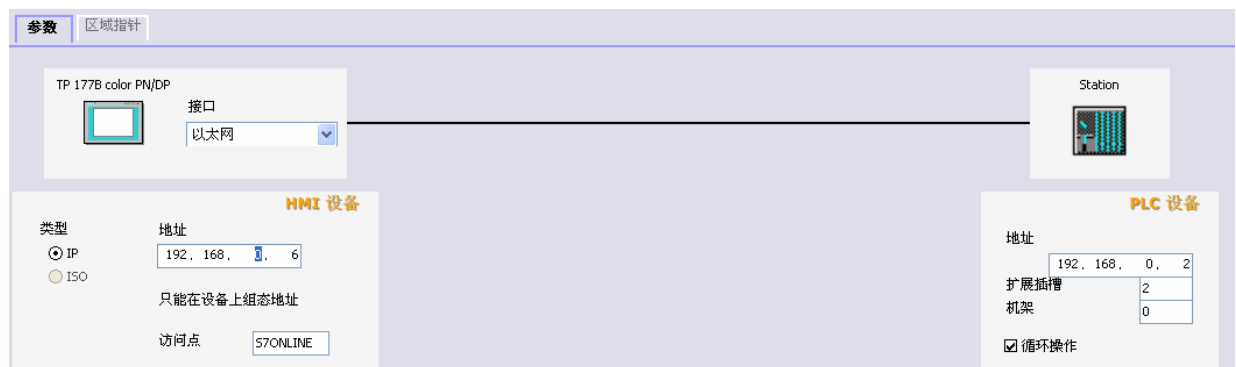 参数 区域指针
TP 177B color PN/DP
接口
以太网
Station
HMI 设备
类型
IP
ISO
地址
192. 168. 0. 6
只能在设备上组态地址
访问点 S7ONLINE
PLC 设备
地址
192. 168. 0. 2
扩展插槽 2
机架 0
循环操作